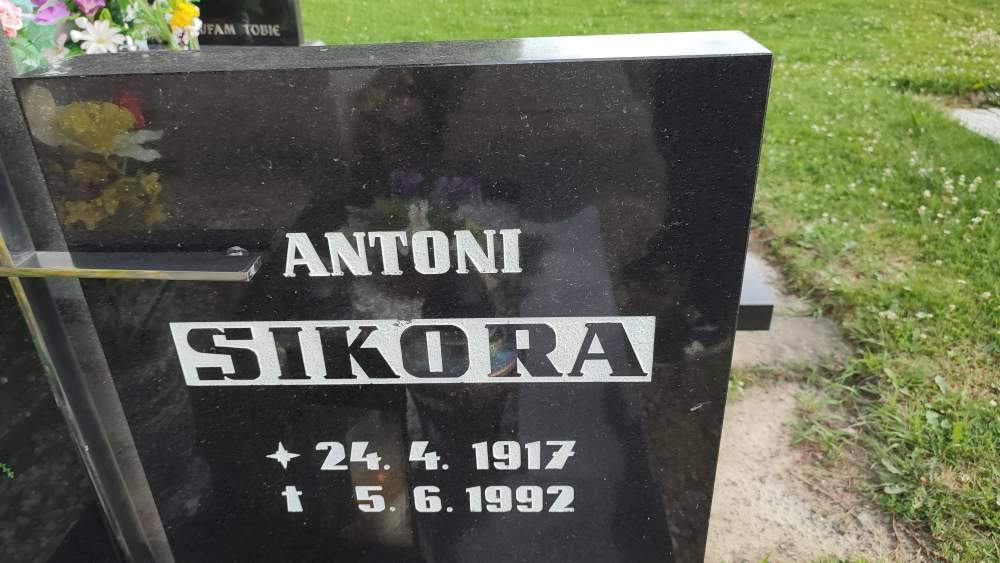 UFAM TOBIE
ANTONI
SIKORA
24. 4. 1917
† 5. 6. 1992